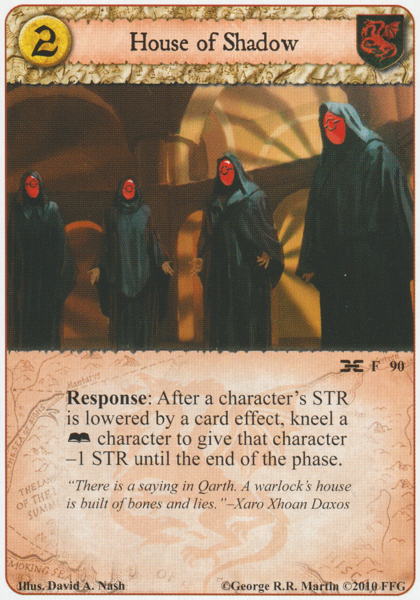 2
House of Shadow
F 90
Response: After a character's STR
is lowered by a card effect, kneel a
character to give that character
–1 STR until the end of the phase.
"There is a saying in Qarth. A warlock's house
is built of bones and lies."–Xaro Xhoan Daxos
SMOKING SEA
Illus. David A. Nash
©George R.R. Martin ©2010 FFG